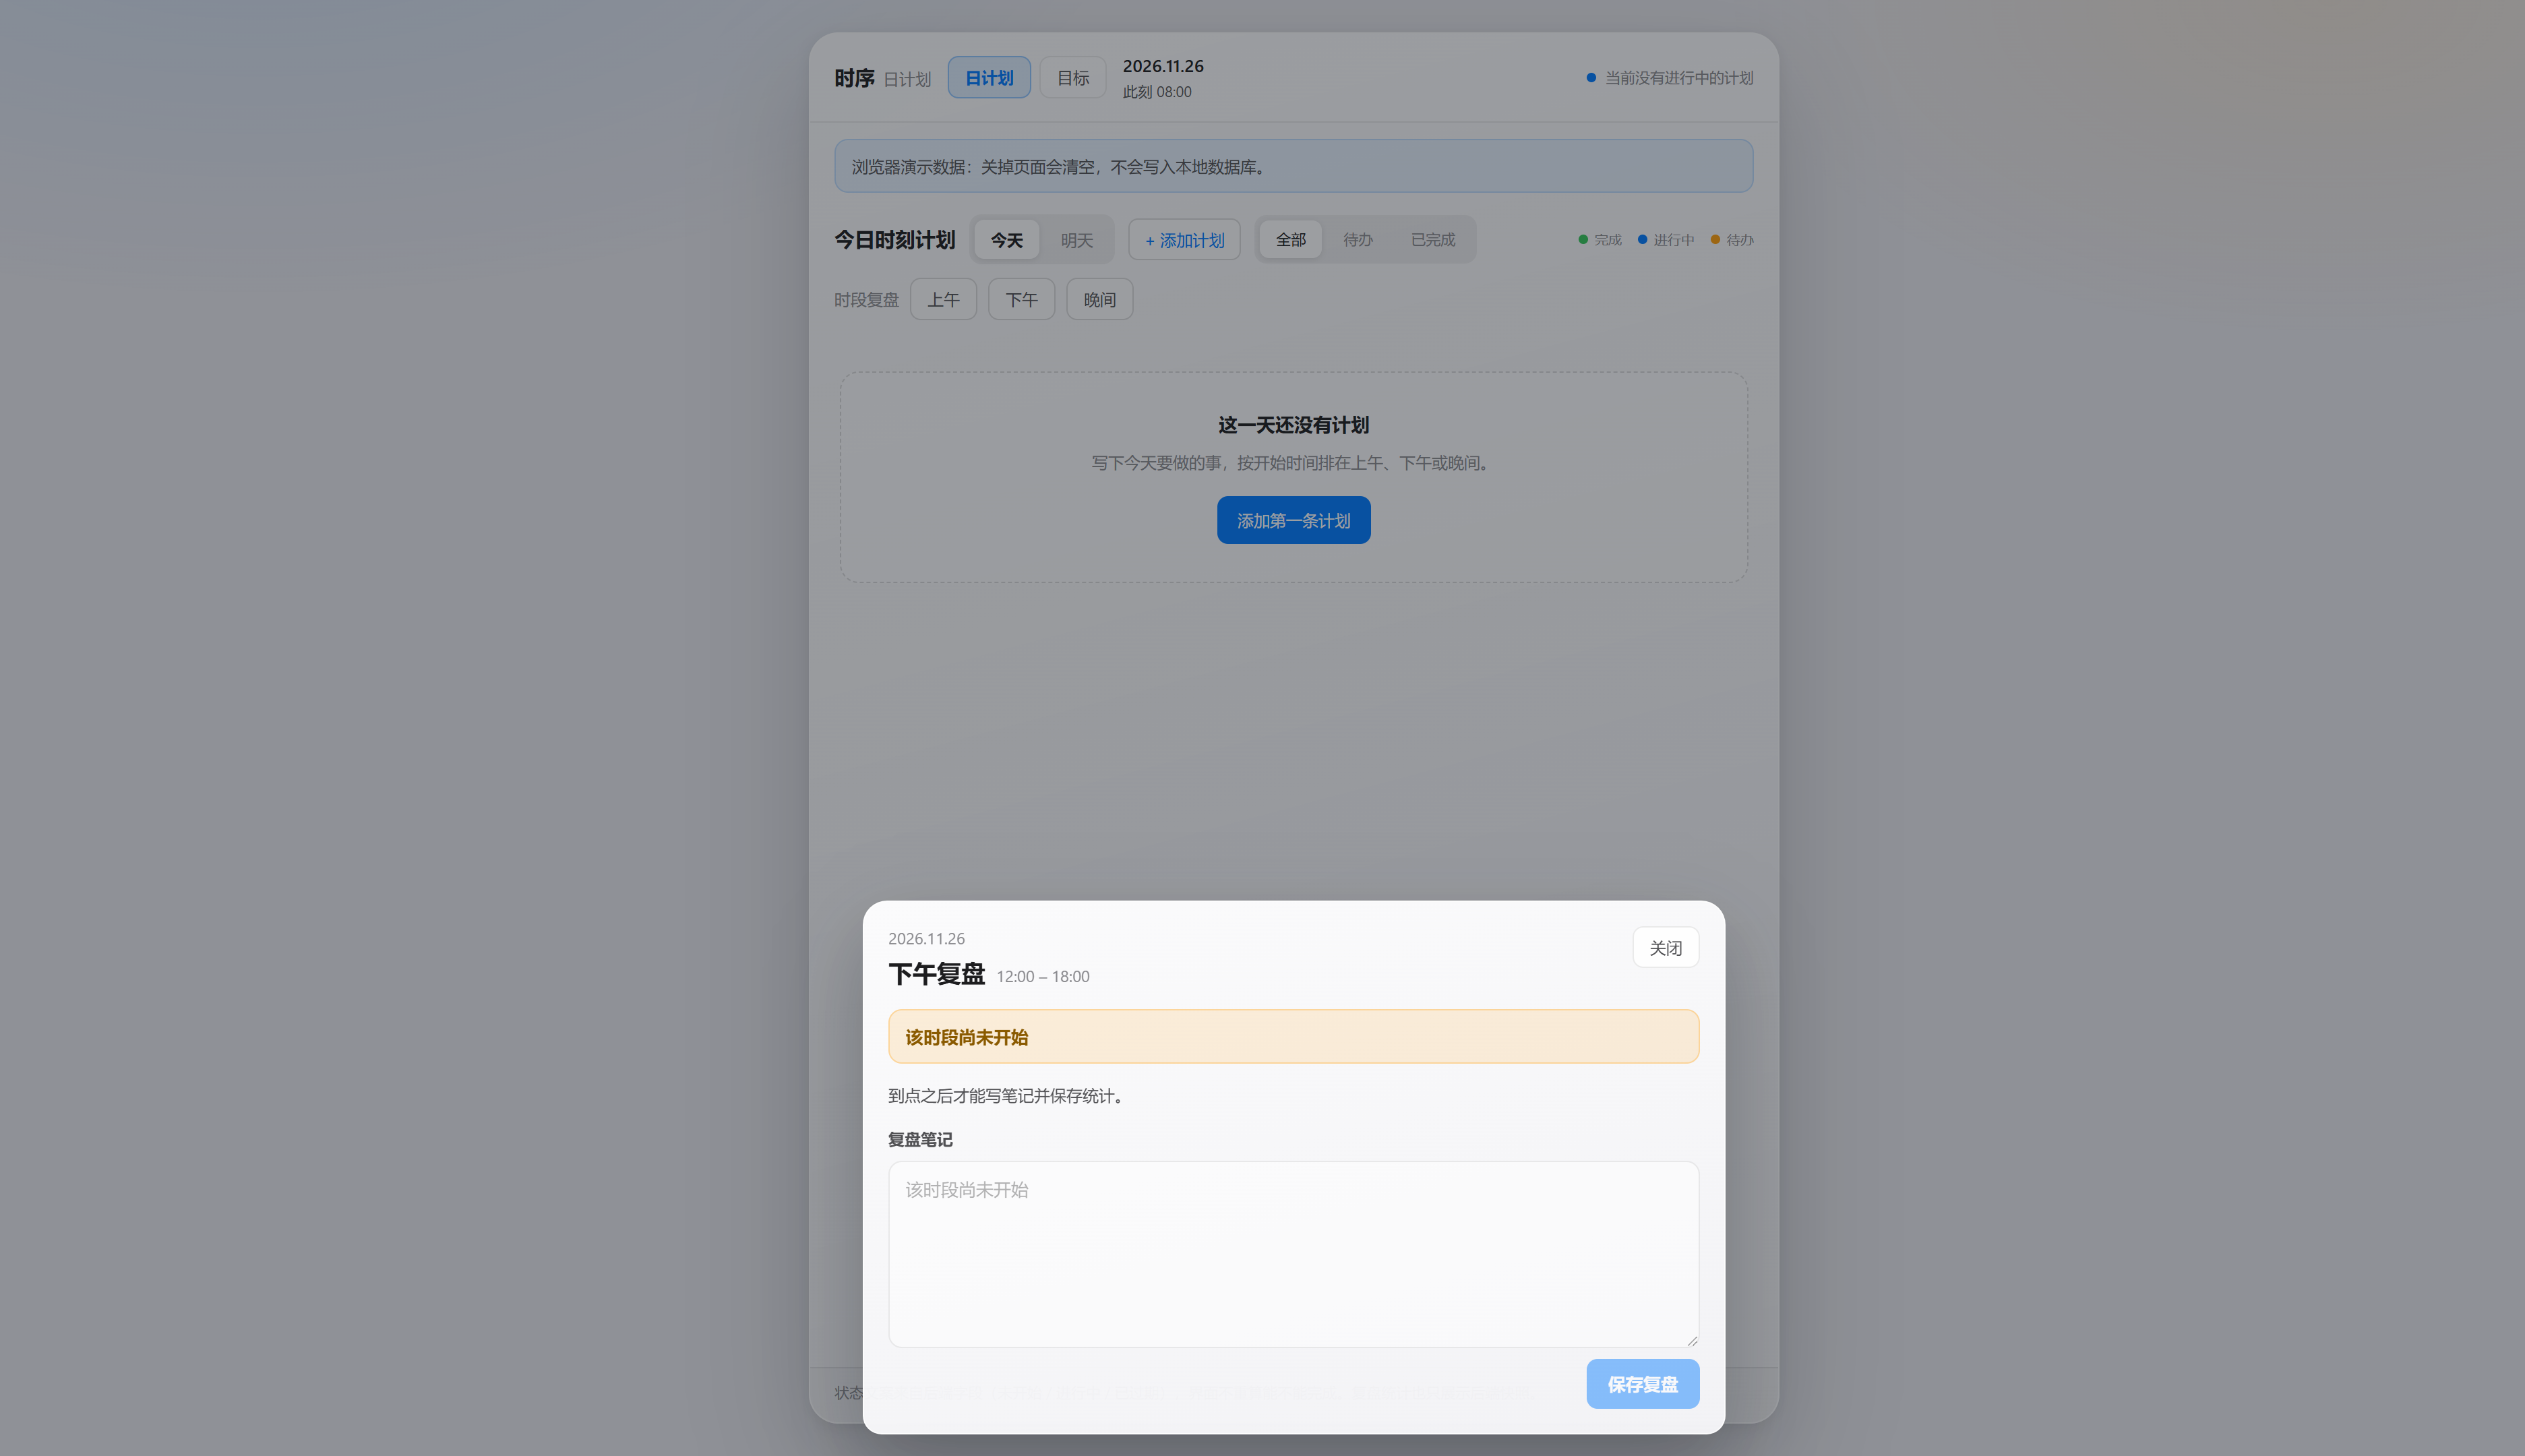 时序 日计划 日计划 目标 2026.11.26 当前没有进行中的计划
此刻 08:00
浏览器演示数据：关掉页面会清空，不会写入本地数据库。
今日时刻计划 今天 明天 + 添加计划 全部 待办 已完成 完成 进行中 待办
时段复盘 上午 下午 晚间
这一天还没有计划
写下今天要做的事，按开始时间排在上午、下午或晚间。
添加第一条计划
2026.11.26 关闭
下午复盘 12:00 – 18:00
该时段尚未开始
到点之后才能写笔记并保存统计。
复盘笔记
该时段尚未开始
保存复盘
状态